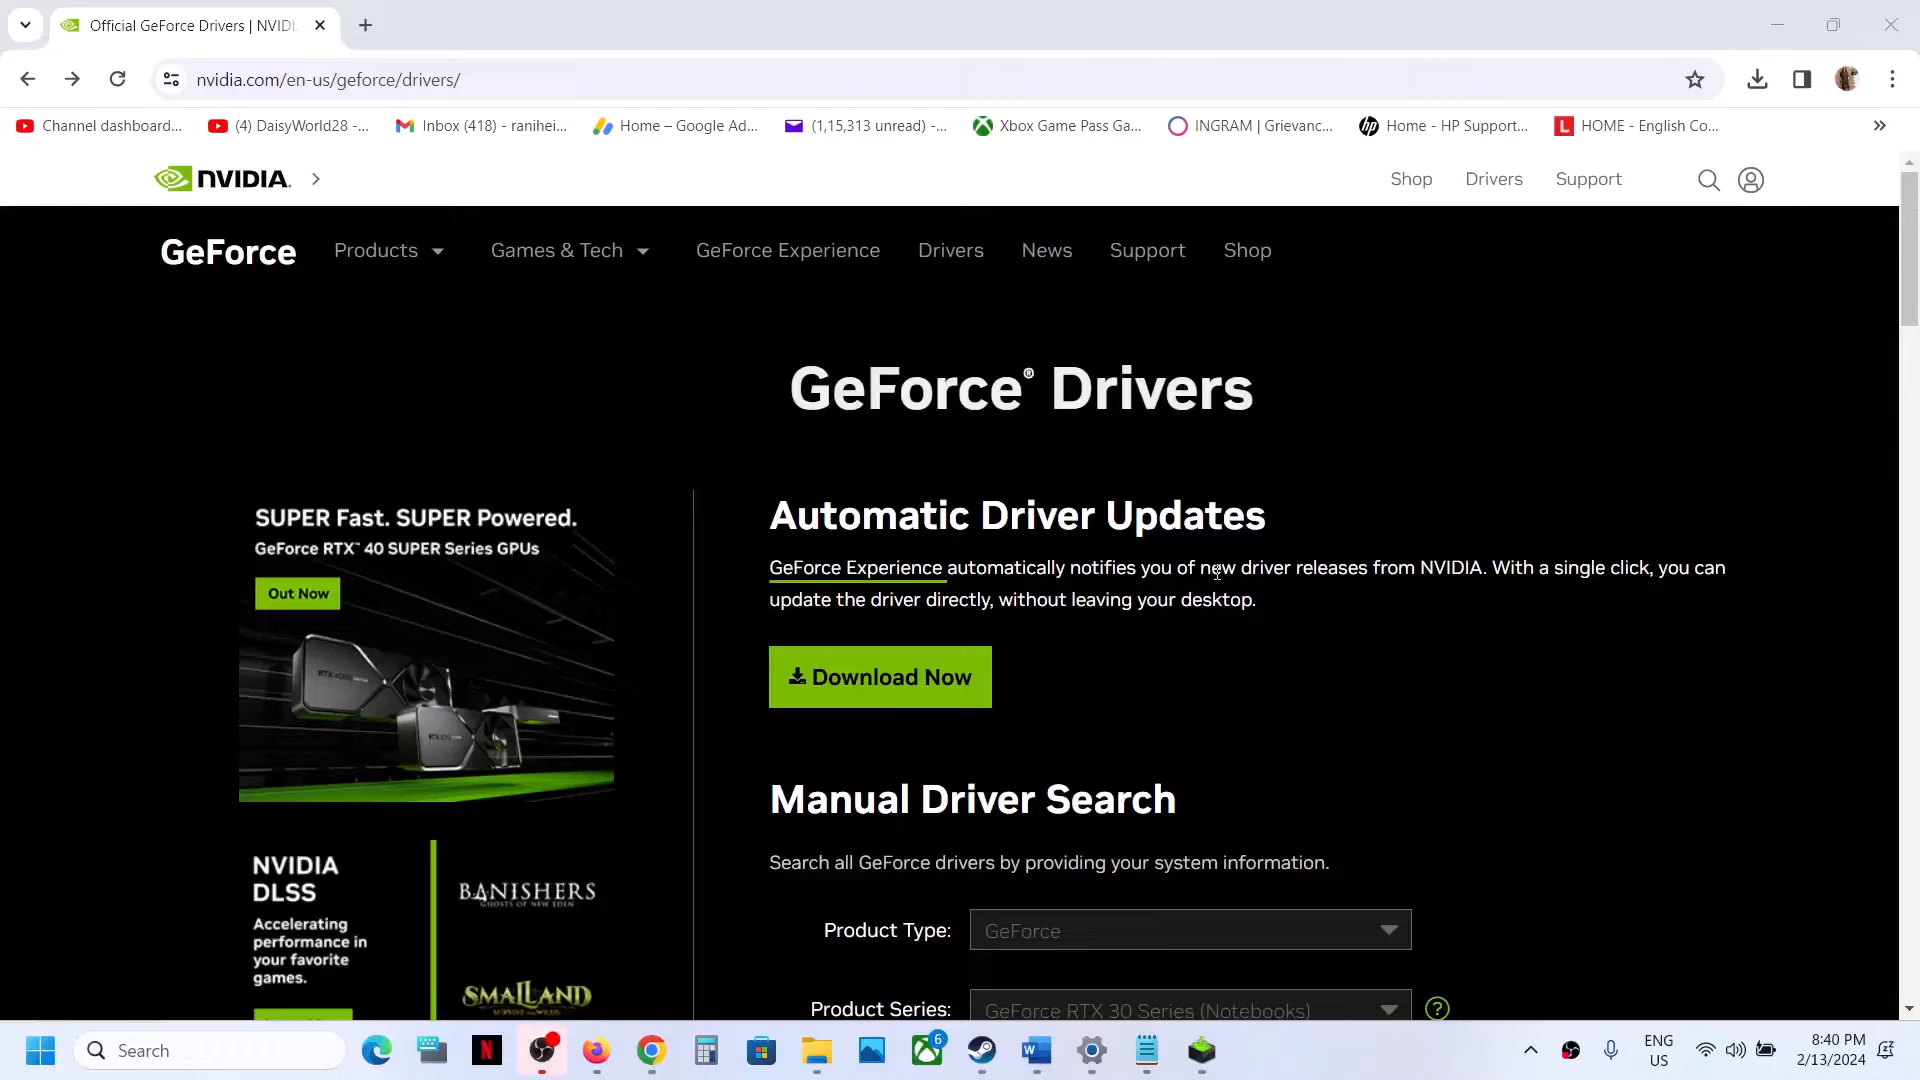 Official GeForce Drivers | NVIDI
nvidia.com/en-us/geforce/drivers/
Channel dashboard...
(4) DaisyWorld28 -...
Inbox (418) - ranihei...
Home – Google Ad...
(1,15,313 unread) -...
Xbox Game Pass Ga...
INGRAM | Grievanc...
Home - HP Support...
HOME - English Co...
NVIDIA.
Shop
Drivers
Support
GeForce
Products
Games & Tech
GeForce Experience
Drivers
News
Support
Shop
GeForce® Drivers
SUPER Fast. SUPER Powered.
GeForce RTX™ 40 SUPER Series GPUs
Out Now
Automatic Driver Updates
GeForce Experience automatically notifies you of new driver releases from NVIDIA. With a single click, you can
update the driver directly, without leaving your desktop.
Download Now
Manual Driver Search
Search all GeForce drivers by providing your system information.
NVIDIA
DLSS
Accelerating
performance in
your favorite
games.
BANISHERS
GHOSTS OF NEW EDEN
SMALLAND
Product Type:
GeForce
Product Series:
GeForce RTX 30 Series (Notebooks)
Search
6
ENG
US
8:40 PM
2/13/2024